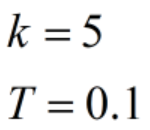 k = 5
T = 0.1